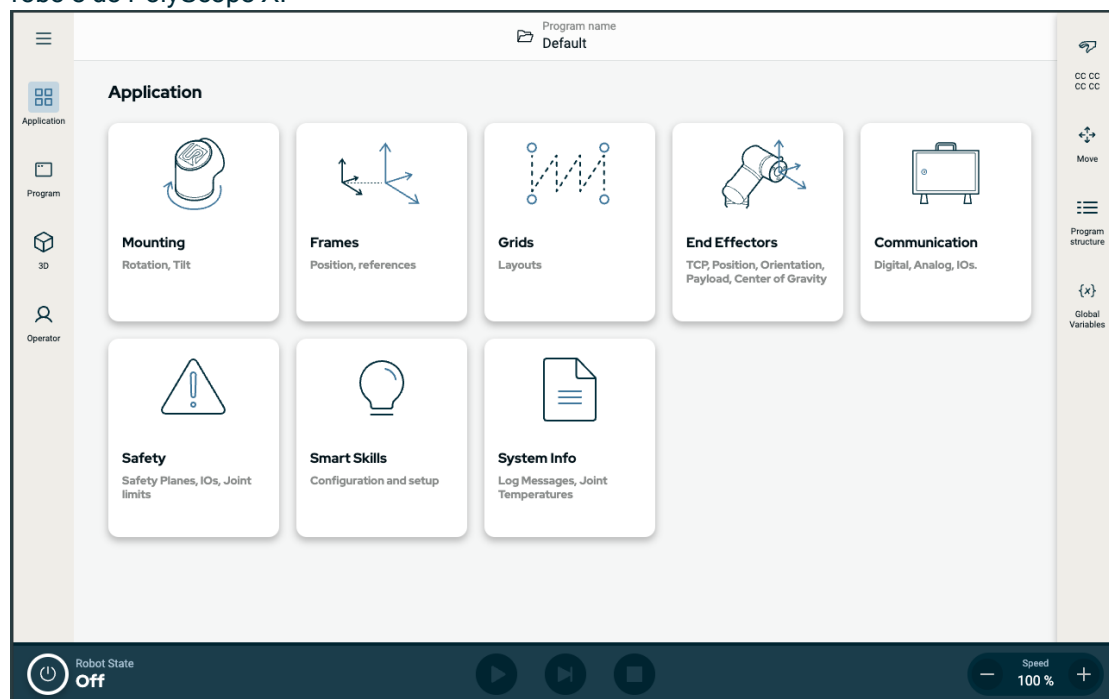 robô e do PolyScope X.
Program name
Default
Application
Application
Program
3D
Operator
Mounting
Rotation, Tilt
Frames
Position, references
Grids
Layouts
End Effectors
TCP, Position, Orientation,
Payload, Center of Gravity
Communication
Digital, Analog, IOs.
Safety
Safety Planes, IOs, Joint
limits
Smart Skills
Configuration and setup
System Info
Log Messages, Joint
Temperatures
CC CC
CC CC
Move
Program
structure
{x}
Global
Variables
Robot State
Off
Speed
100 %